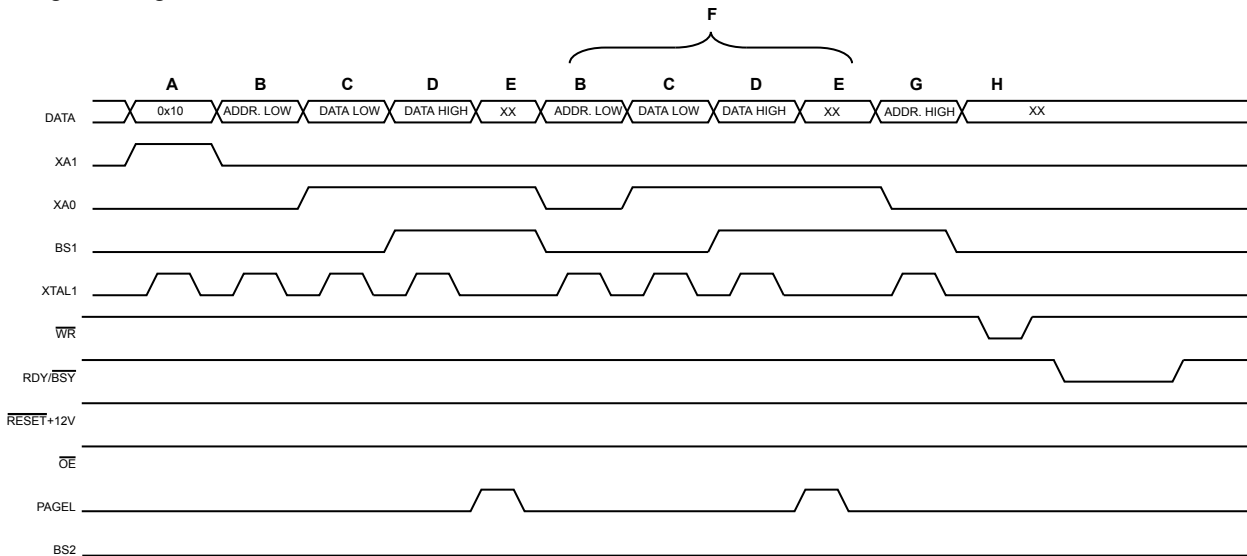 F
A B C D E B C D E G H
DATA 0x10 ADDR. LOW DATA LOW DATA HIGH XX ADDR. LOW DATA LOW DATA HIGH XX ADDR. HIGH XX
XA1
XA0
BS1
XTAL1
WR
RDY/BSY
RESET+12V
OE
PAGEL
BS2